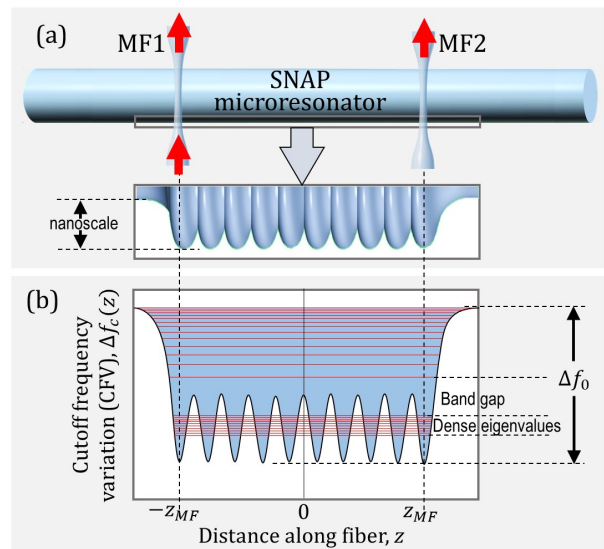 (a)
MF1
MF2
SNAP
microresonator
nanoscale
(b)
Cutoff frequency
variation (CFV), Δf_c(z)
Δf_0
Band gap
Dense eigenvalues
−z_MF
0
z_MF
Distance along fiber, z